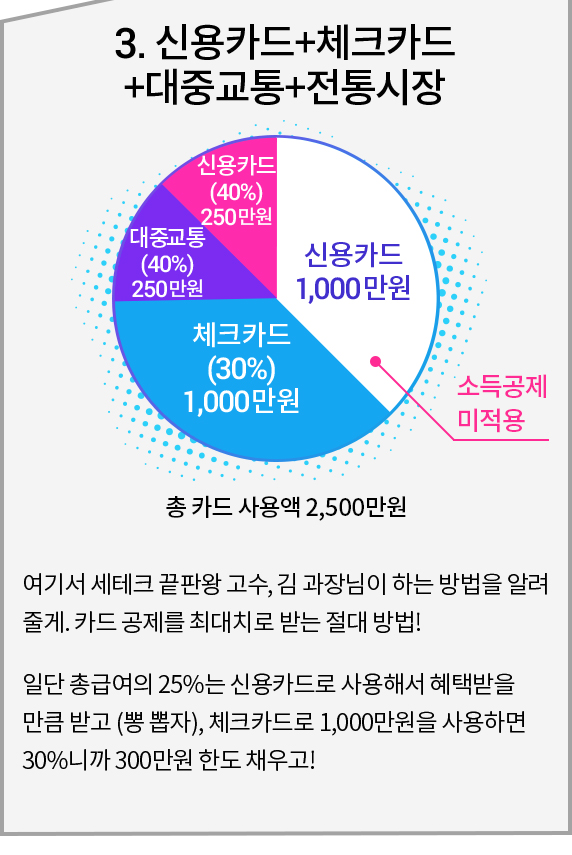 3. 신용카드+체크카드
+대중교통+전통시장
신용카드
(40%)
250만원
대중교통
(40%)
250만원
신용카드
1,000만원
체크카드
(30%)
1,000만원
소득공제
미적용
총 카드 사용액 2,500만원
여기서 세테크 끝판왕 고수, 김 과장님이 하는 방법을 알려
줄게. 카드 공제를 최대치로 받는 절대 방법!
일단 총급여의 25%는 신용카드로 사용해서 혜택받을
만큼 받고 (뽕 뽑자), 체크카드로 1,000만원을 사용하면
30%니까 300만원 한도 채우고!